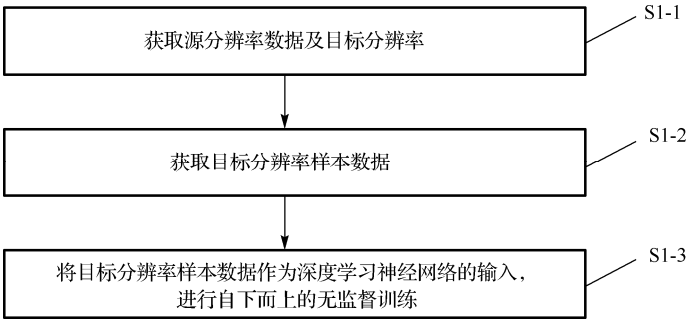 获取源分辨率数据及目标分辨率
S1-1
获取目标分辨率样本数据
S1-2
将目标分辨率样本数据作为深度学习神经网络的输入，
进行自下而上的无监督训练
S1-3